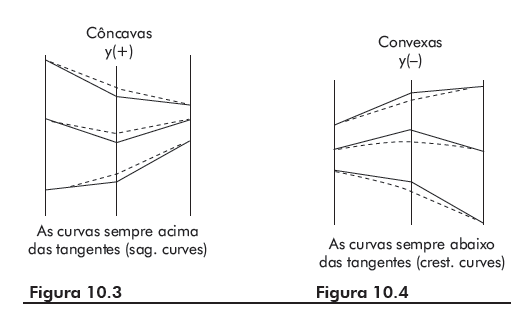 Côncavas
y(+)
As curvas sempre acima
das tangentes (sag. curves)
Figura 10.3
Convexas
y(–)
As curvas sempre abaixo
das tangentes (crest. curves)
Figura 10.4